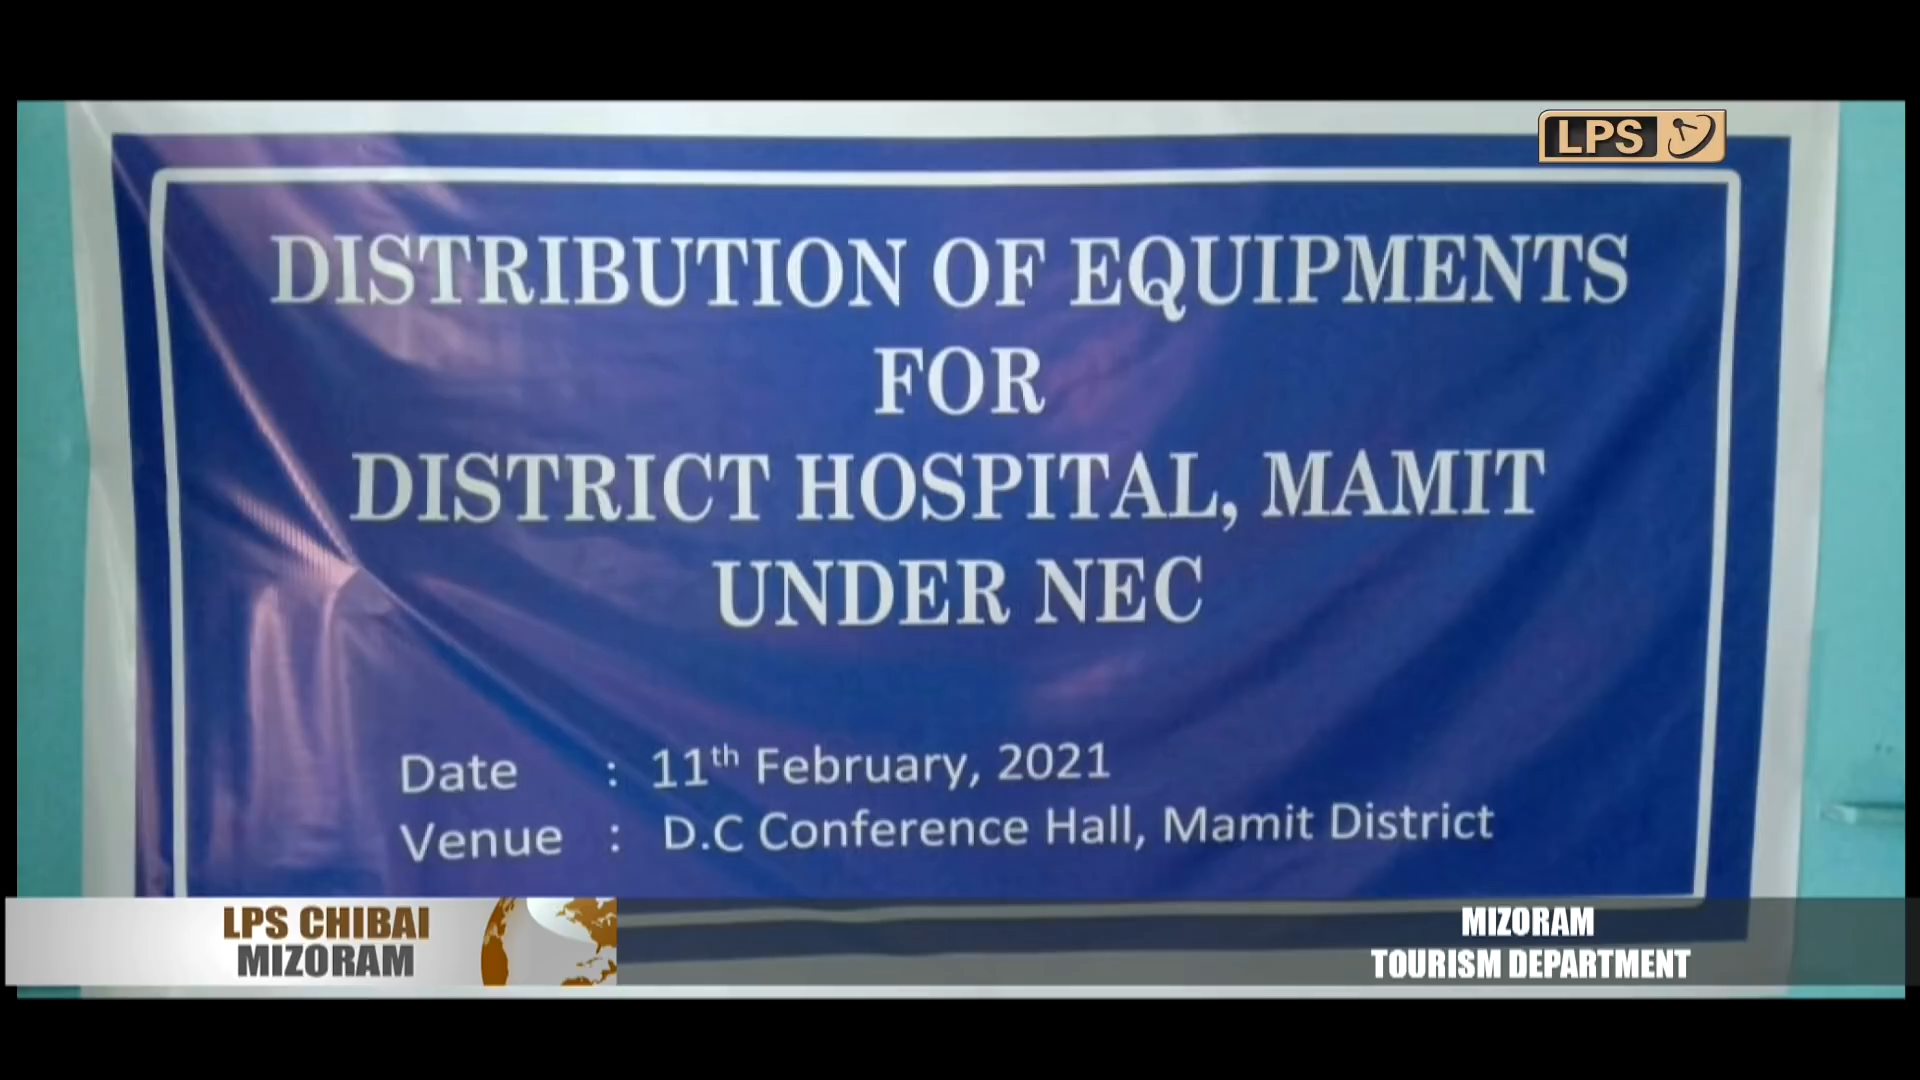 LPS
DISTRIBUTION OF EQUIPMENTS
FOR
DISTRICT HOSPITAL, MAMIT
UNDER NEC
Date : 11th February, 2021
Venue : D.C Conference Hall, Mamit District
LPS CHIBAI
MIZORAM
MIZORAM
TOURISM DEPARTMENT